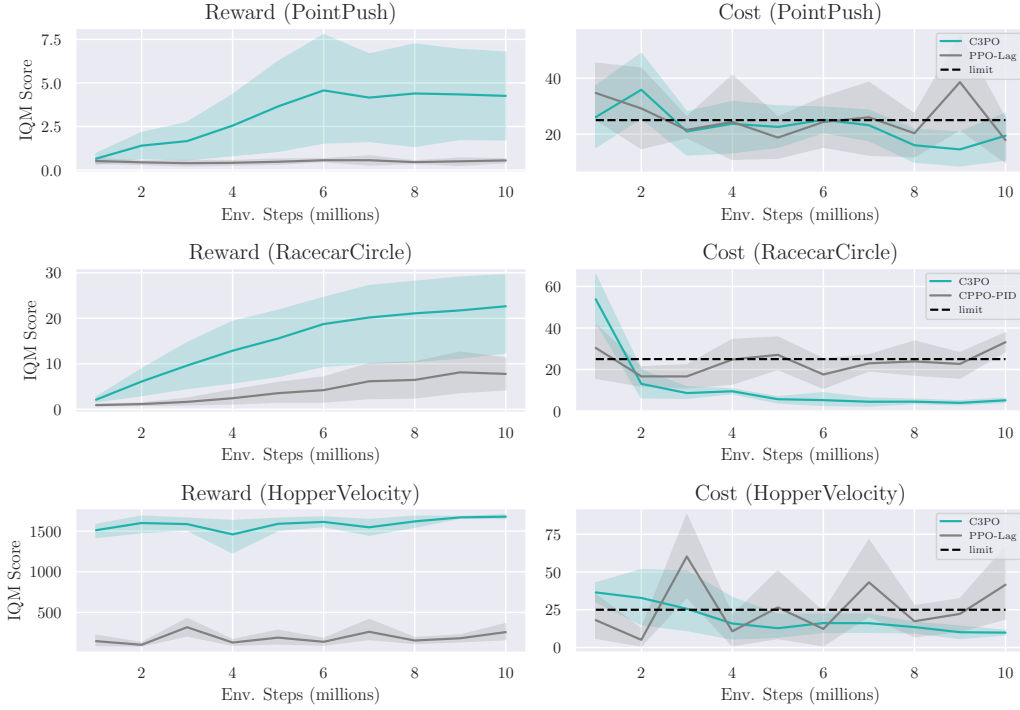 Reward (PointPush)
IQM Score
7.5
5.0
2.5
0.0
2 4 6 8 10
Env. Steps (millions)
Cost (PointPush)
C3PO
PPO-Lag
limit
40
20
2 4 6 8 10
Env. Steps (millions)
Reward (RacecarCircle)
IQM Score
30
20
10
0
2 4 6 8 10
Env. Steps (millions)
Cost (RacecarCircle)
C3PO
CPPO-PID
limit
60
40
20
0
2 4 6 8 10
Env. Steps (millions)
Reward (HopperVelocity)
IQM Score
1500
1000
500
2 4 6 8 10
Env. Steps (millions)
Cost (HopperVelocity)
C3PO
PPO-Lag
limit
75
50
25
0
2 4 6 8 10
Env. Steps (millions)